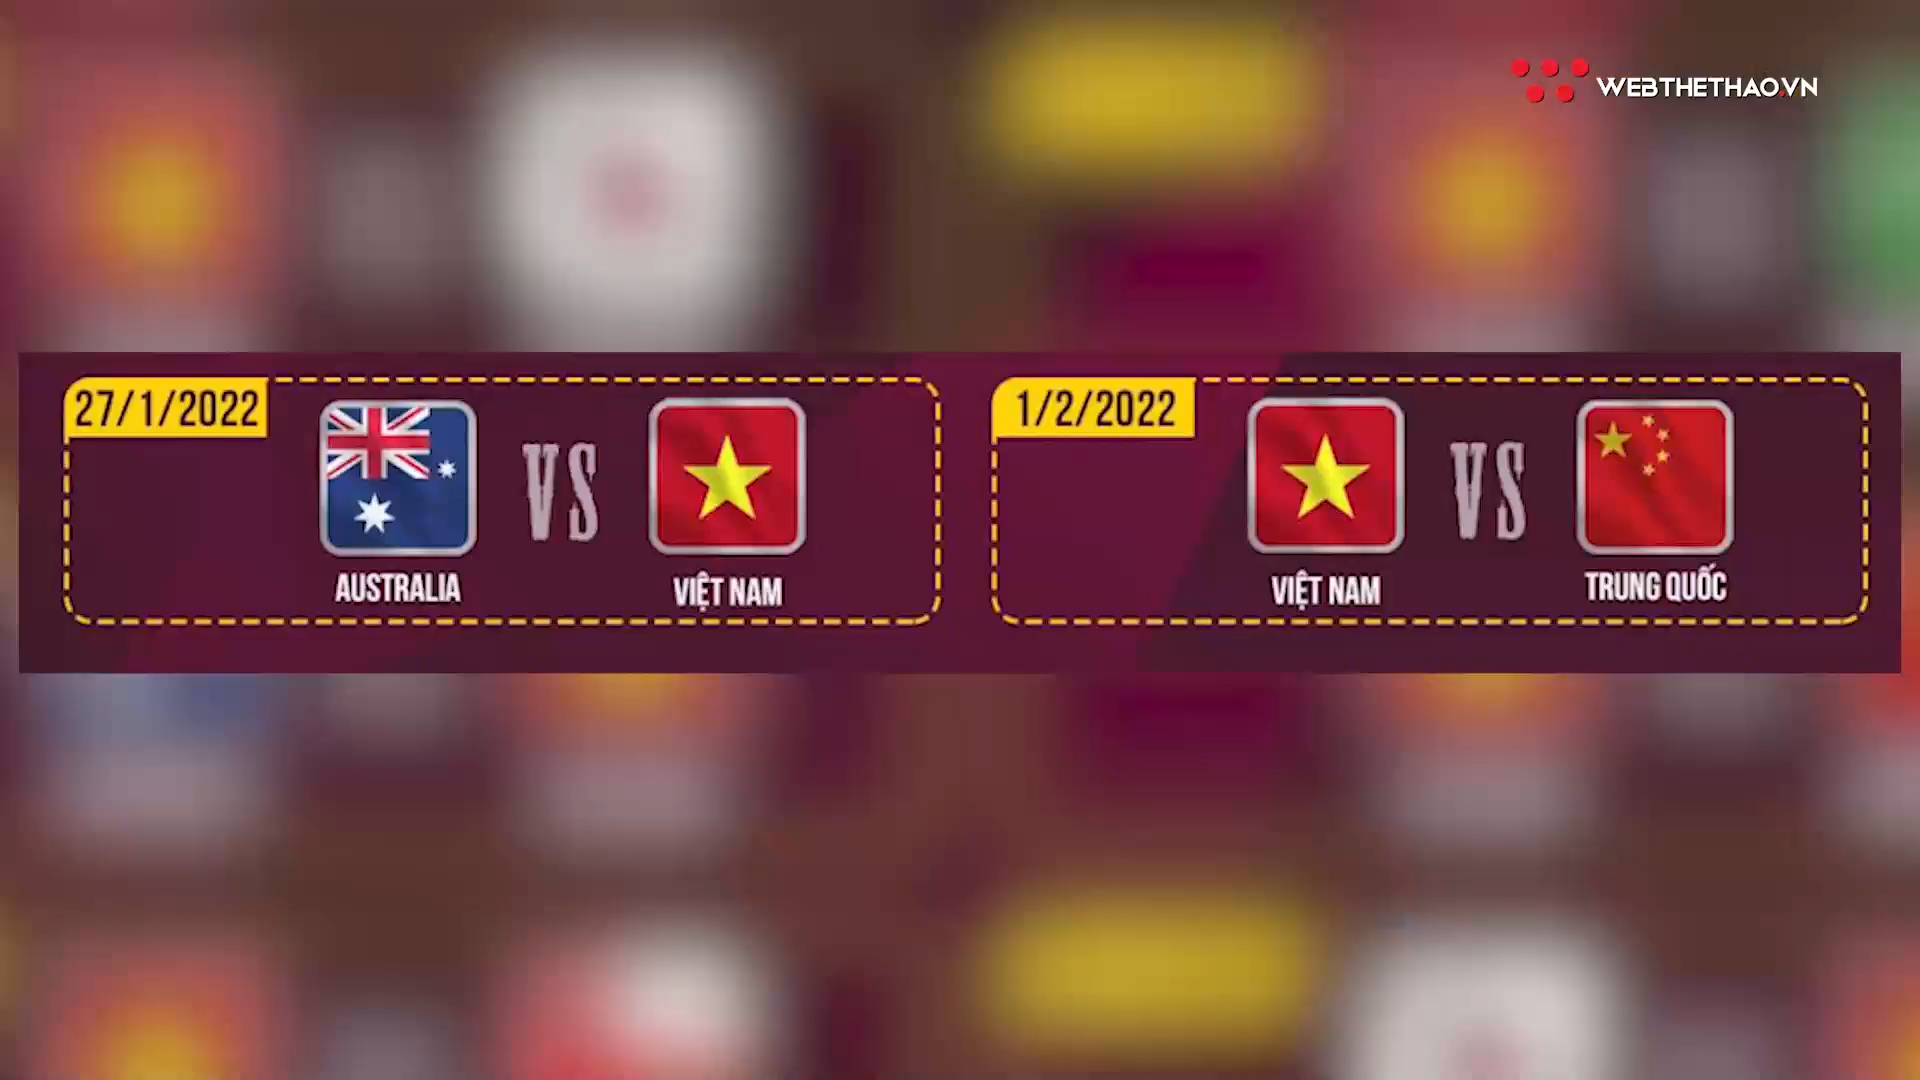 WEBTHETHAO.VN
27/1/2022
VS
AUSTRALIA
VIỆT NAM
1/2/2022
VS
VIỆT NAM
TRUNG QUỐC